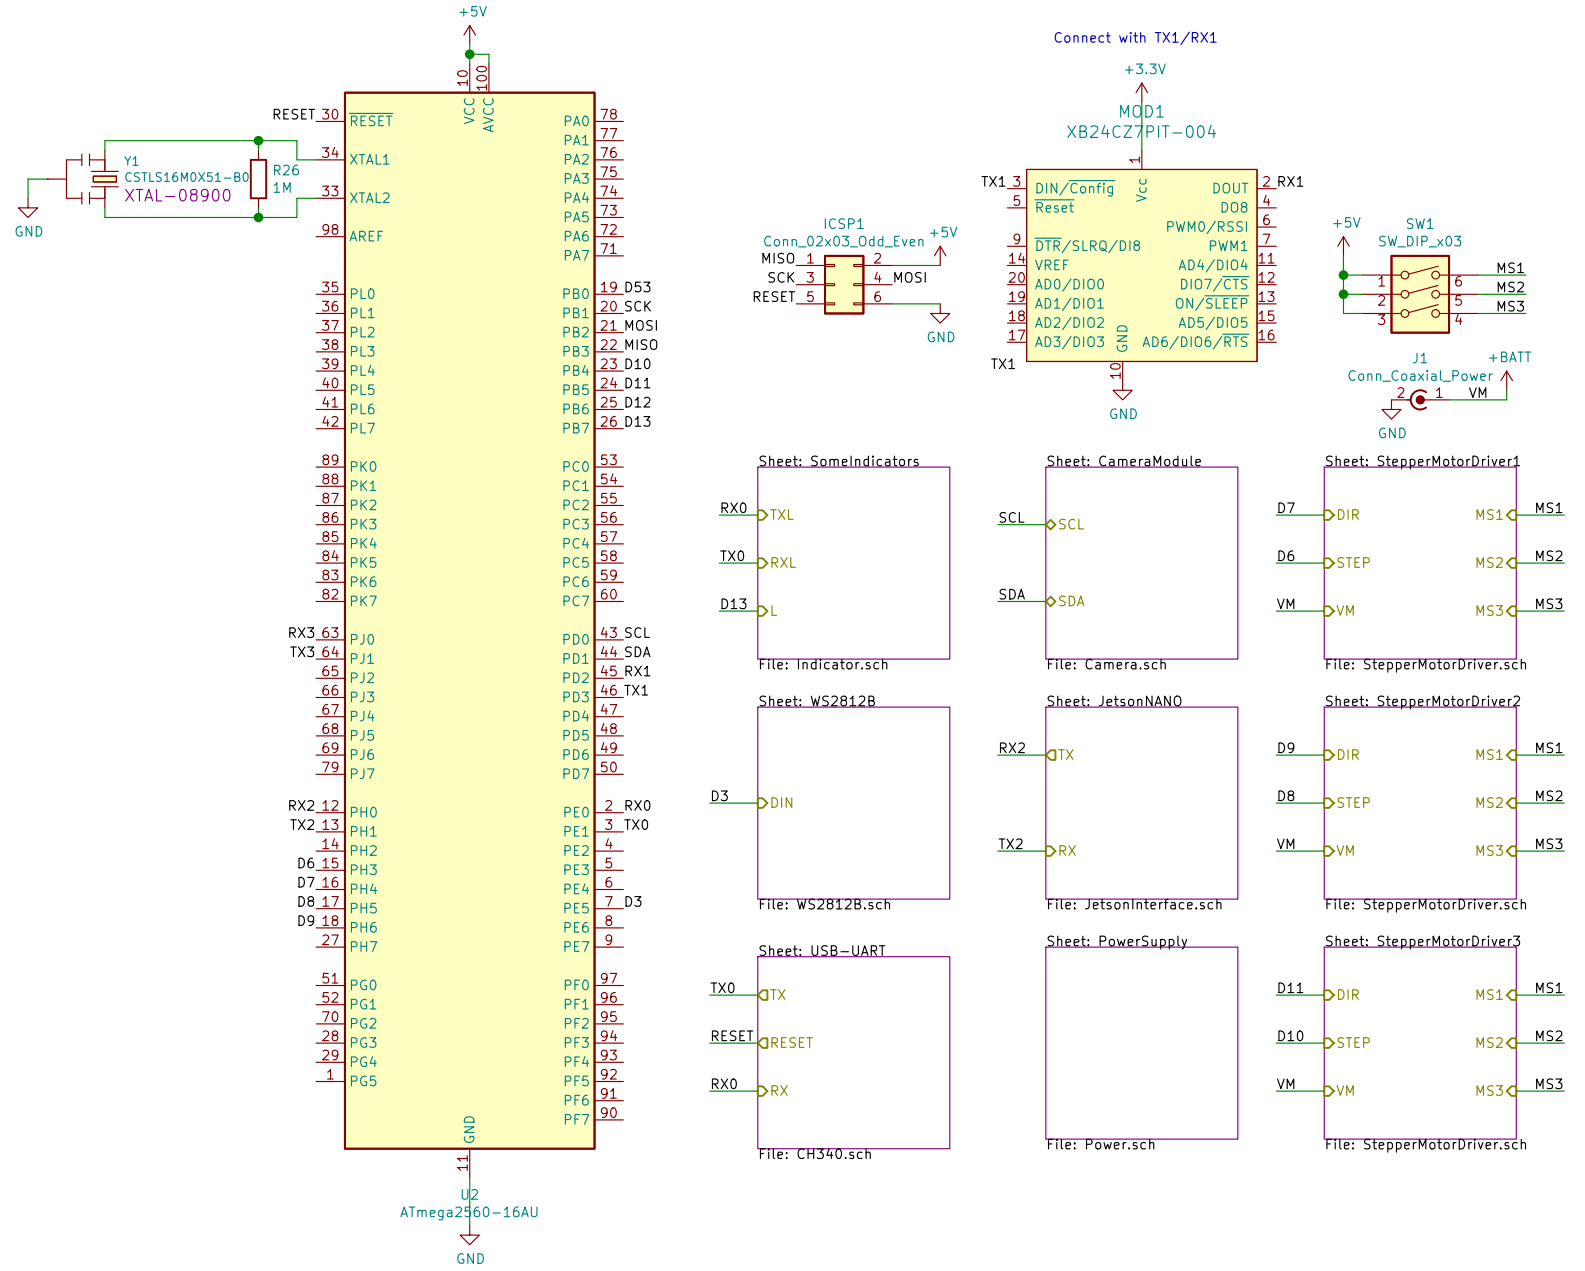 +5V
10
100
VCC
AVCC
RESET 30 RESET
34 XTAL1
33 XTAL2
98 AREF
35 PL0
36 PL1
37 PL2
38 PL3
39 PL4
40 PL5
41 PL6
42 PL7
89 PK0
88 PK1
87 PK2
86 PK3
85 PK4
84 PK5
83 PK6
82 PK7
RX3 63 PJ0
TX3 64 PJ1
65 PJ2
66 PJ3
67 PJ4
68 PJ5
69 PJ6
79 PJ7
RX2 12 PH0
TX2 13 PH1
14 PH2
D6 15 PH3
D7 16 PH4
D8 17 PH5
D9 18 PH6
27 PH7
51 PG0
52 PG1
70 PG2
28 PG3
29 PG4
1 PG5
PA0 78
PA1 77
PA2 76
PA3 75
PA4 74
PA5 73
PA6 72
PA7 71
PB0 19 D53
PB1 20 SCK
PB2 21 MOSI
PB3 22 MISO
PB4 23 D10
PB5 24 D11
PB6 25 D12
PB7 26 D13
PC0 53
PC1 54
PC2 55
PC3 56
PC4 57
PC5 58
PC6 59
PC7 60
PD0 43 SCL
PD1 44 SDA
PD2 45 RX1
PD3 46 TX1
PD4 47
PD5 48
PD6 49
PD7 50
PE0 2 RX0
PE1 3 TX0
PE2 4
PE3 5
PE4 6
PE5 7 D3
PE6 8
PE7 9
PF0 97
PF1 96
PF2 95
PF3 94
PF4 93
PF5 92
PF6 91
PF7 90
GND
11
U2
ATmega2560-16AU
GND
Y1
CSTLS16M0X51-B0
XTAL-08900
R26
1M
GND
ICSP1
Conn_02x03_Odd_Even
+5V
MISO 1 2
SCK 3 4 MOSI
RESET 5 6
GND
Connect with TX1/RX1
+3.3V
MOD1
XB24CZ7PIT-004
1
Vcc
TX1 3 DIN/Config
5 Reset
9 DTR/SLRQ/DI8
14 VREF
20 AD0/DIO0
19 AD1/DIO1
18 AD2/DIO2
17 AD3/DIO3
DOUT 2 RX1
DO8 4
PWM0/RSSI 6
PWM1 7
AD4/DIO4 11
DIO7/CTS 12
ON/SLEEP 13
AD5/DIO5 15
AD6/DIO6/RTS 16
GND
10
TX1
GND
+5V
SW1
SW_DIP_x03
1 6 MS1
2 5 MS2
3 4 MS3
J1
Conn_Coaxial_Power
+BATT
2 1 VM
GND
Sheet: SomeIndicators
RX0 TXL
TX0 RXL
D13 L
File: Indicator.sch
Sheet: CameraModule
SCL SCL
SDA SDA
File: Camera.sch
Sheet: StepperMotorDriver1
D7 DIR MS1 MS1
D6 STEP MS2 MS2
VM VM MS3 MS3
File: StepperMotorDriver.sch
Sheet: WS2812B
D3 DIN
File: WS2812B.sch
Sheet: JetsonNANO
RX2 TX
TX2 RX
File: JetsonInterface.sch
Sheet: StepperMotorDriver2
D9 DIR MS1 MS1
D8 STEP MS2 MS2
VM VM MS3 MS3
File: StepperMotorDriver.sch
Sheet: USB-UART
TX0 TX
RESET RESET
RX0 RX
File: CH340.sch
Sheet: PowerSupply
File: Power.sch
Sheet: StepperMotorDriver3
D11 DIR MS1 MS1
D10 STEP MS2 MS2
VM VM MS3 MS3
File: StepperMotorDriver.sch